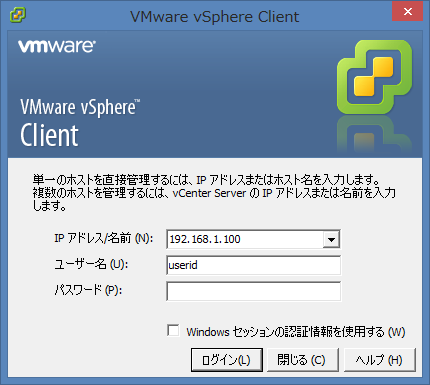 VMware vSphere Client
vmware
VMware vSphere™
Client
単一のホストを直接管理するには、IP アドレスまたはホスト名を入力します。
複数のホストを管理するには、vCenter Server の IP アドレスまたは名前を入力
します。
IP アドレス/名前 (N): 192.168.1.100
ユーザー名 (U): userid
パスワード (P):
Windows セッションの認証情報を使用する (W)
ログイン(L) 閉じる (C) ヘルプ (H)